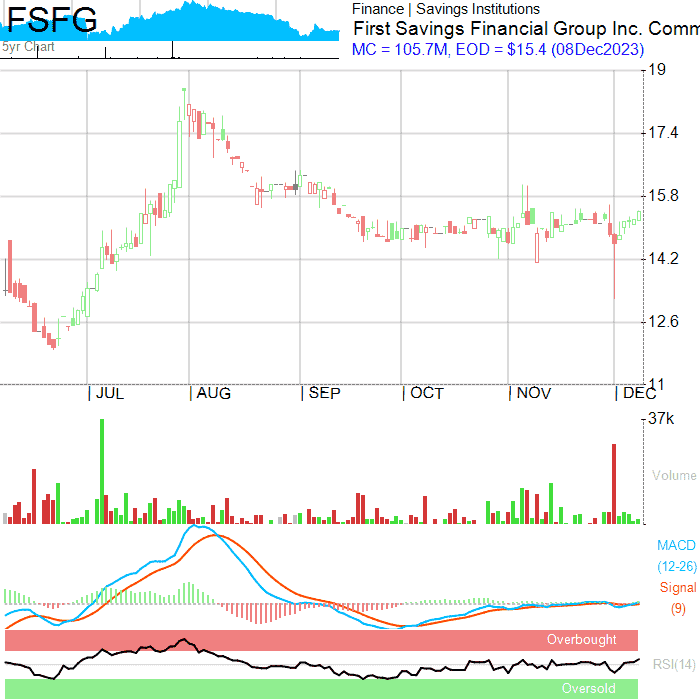 FSFG
5yr Chart
Finance | Savings Institutions
First Savings Financial Group Inc. Comm
MC = 105.7M, EOD = $15.4 (08Dec2023)
19
17.4
15.8
14.2
12.6
11
| JUL | AUG | SEP | OCT | NOV | DEC
37k
Volume
MACD
(12-26)
Signal
(9)
Overbought
RSI(14)
Oversold